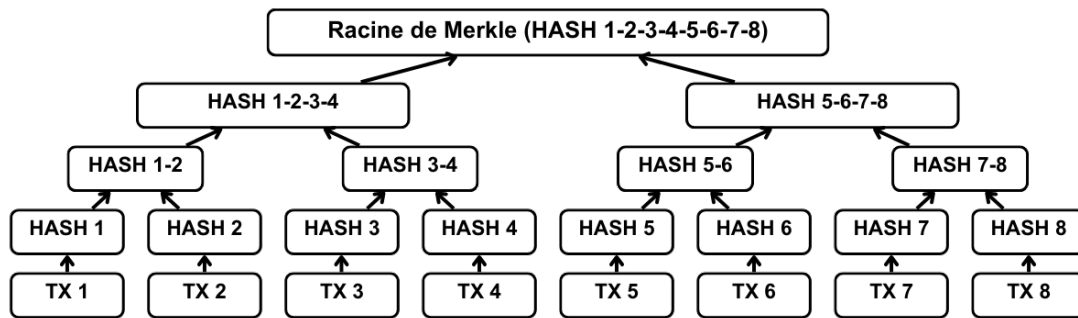 Racine de Merkle (HASH 1-2-3-4-5-6-7-8)
HASH 1-2-3-4
HASH 5-6-7-8
HASH 1-2
HASH 3-4
HASH 5-6
HASH 7-8
HASH 1
HASH 2
HASH 3
HASH 4
HASH 5
HASH 6
HASH 7
HASH 8
TX 1
TX 2
TX 3
TX 4
TX 5
TX 6
TX 7
TX 8